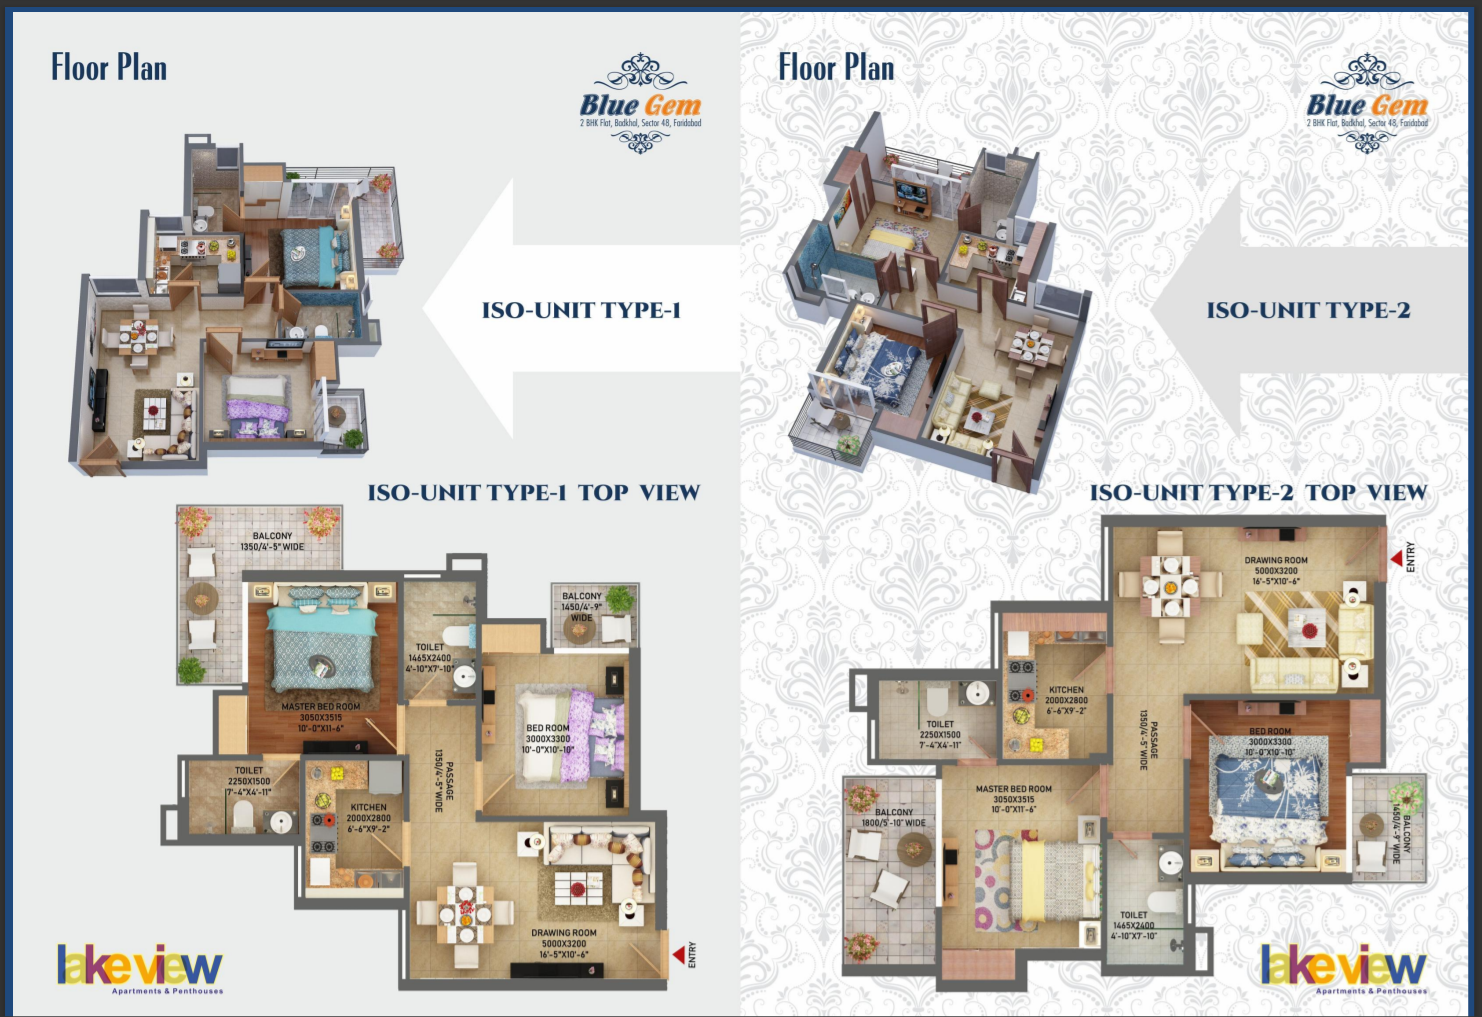 Floor Plan
Blue Gem
2 BHK Flat, Badkhal, Sector 48, Faridabad
ISO-UNIT TYPE-1
ISO-UNIT TYPE-1 TOP VIEW
BALCONY
1350/4'-5" WIDE
BALCONY
1450/4'-9"
WIDE
TOILET
1465X2400
4'-10"X7'-10"
MASTER BED ROOM
3050X3515
10'-0"X11'-6"
BED ROOM
3000X3300
10'-0"X10'-10"
TOILET
2250X1500
7'-4"X4'-11"
PASSAGE
1350/4'-5" WIDE
KITCHEN
2000X2800
6'-6"X9'-2"
DRAWING ROOM
5000X3200
16'-5"X10'-6"
ENTRY
lakeview
Apartments & Penthouses
Floor Plan
Blue Gem
2 BHK Flat, Badkhal, Sector 48, Faridabad
ISO-UNIT TYPE-2
ISO-UNIT TYPE-2 TOP VIEW
DRAWING ROOM
5000X3200
16'-5"X10'-6"
ENTRY
KITCHEN
2000X2800
6'-6"X9'-2"
TOILET
2250X1500
7'-4"X4'-11"
PASSAGE
1350/4'-5" WIDE
BED ROOM
3000X3300
10'-0"X10'-10"
MASTER BED ROOM
3050X3515
10'-0"X11'-6"
BALCONY
1800/5'-10" WIDE
BALCONY
1450/4'-9" WIDE
TOILET
1465X2400
4'-10"X7'-10"
lakeview
Apartments & Penthouses